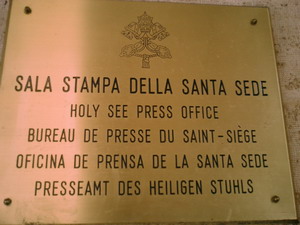 SALA STAMPA DELLA SANTA SEDE
HOLY SEE PRESS OFFICE
BUREAU DE PRESSE DU SAINT-SIÈGE
OFICINA DE PRENSA DE LA SANTA SEDE
PRESSEAMT DES HEILIGEN STUHLS